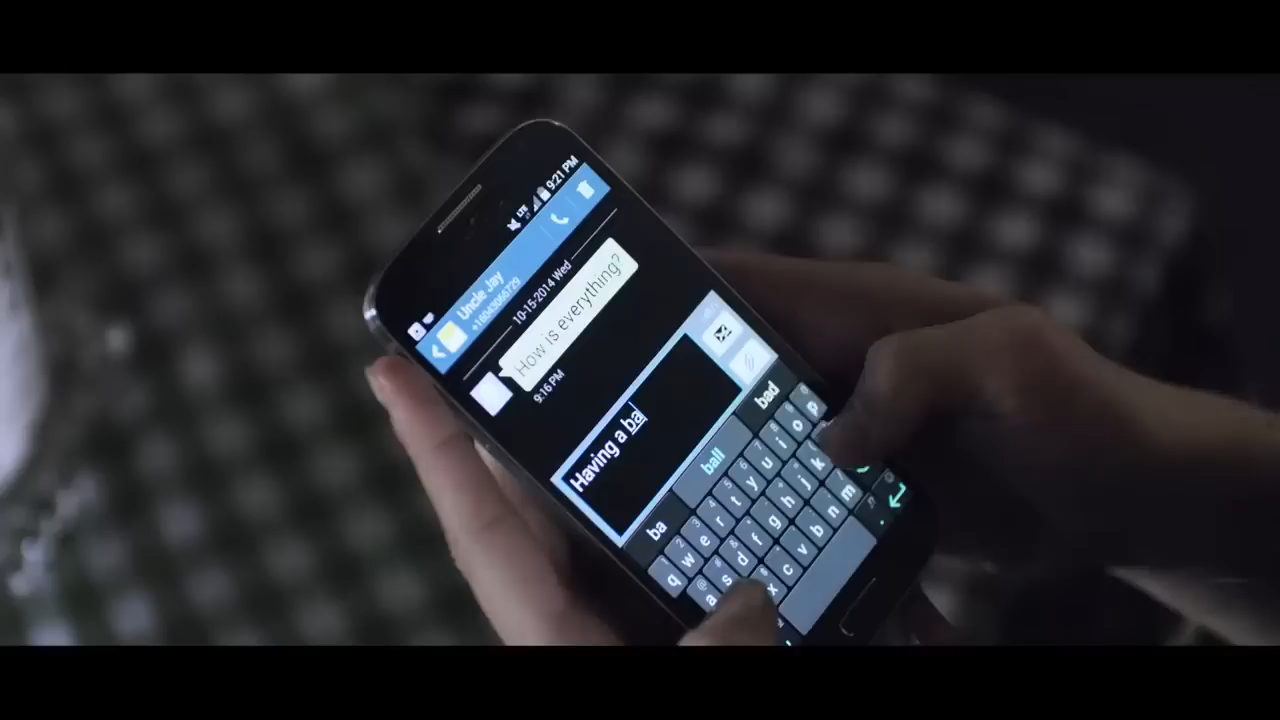 LTE 9:21 PM
Uncle Jay
10-15-2014 Wed
How is everything?
9:16 PM
Having a ba
ba ball bad
q w e r t y u i o p
a s d f g h j k
x c v b n m